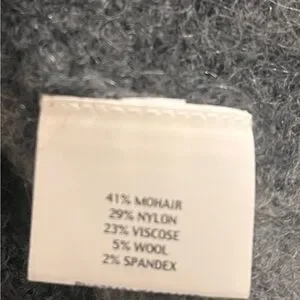 41% MOHAIR
29% NYLON
23% VISCOSE
5% WOOL
2% SPANDEX